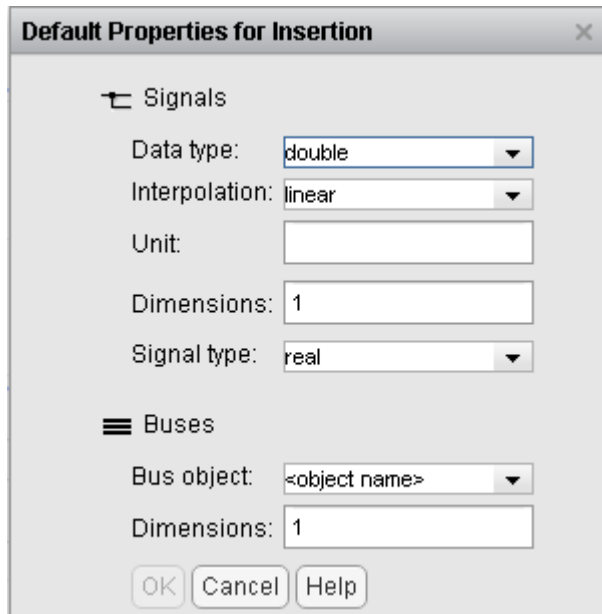 Default Properties for Insertion
Signals
Data type: double
Interpolation: linear
Unit:
Dimensions: 1
Signal type: real
Buses
Bus object: <object name>
Dimensions: 1
OK Cancel Help